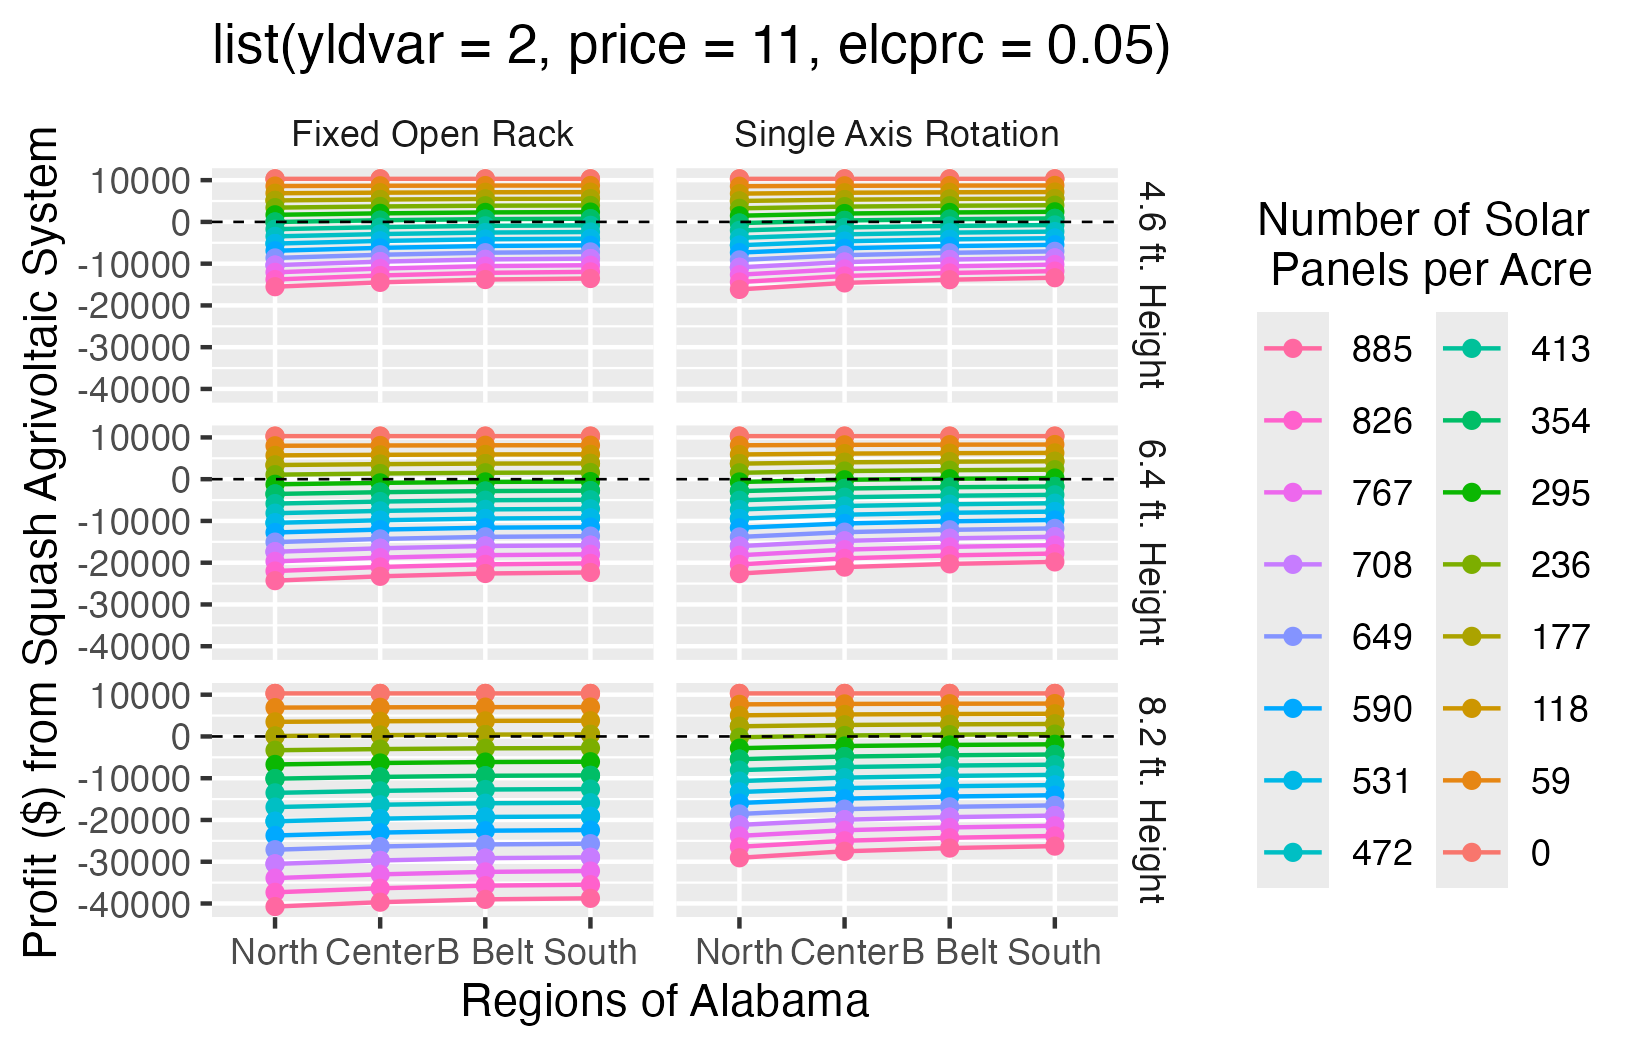 list(yldvar = 2, price = 11, elcprc = 0.05)
Fixed Open Rack
Single Axis Rotation
Profit ($) from Squash Agrivoltaic System
10000
0
-10000
-20000
-30000
-40000
4.6 ft. Height
10000
0
-10000
-20000
-30000
-40000
6.4 ft. Height
10000
0
-10000
-20000
-30000
-40000
8.2 ft. Height
North Center B Belt South
North Center B Belt South
Regions of Alabama
Number of Solar
Panels per Acre
885
826
767
708
649
590
531
472
413
354
295
236
177
118
59
0